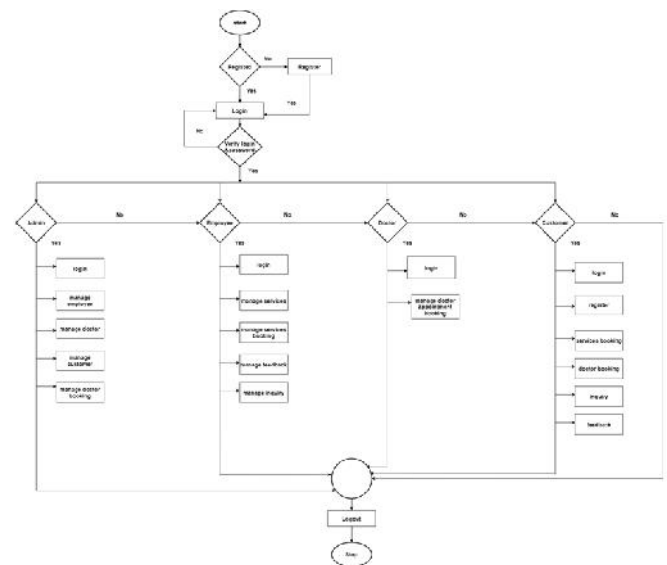 Start
Registed
No
Register
Yes
Yes
Login
No
Verify login
password
Yes
Admin
No
Employee
No
Doctor
No
Customer
No
Yes
Yes
Yes
Yes
login
login
login
login
manage
employee
manage services
manage doctor
appointment
booking
register
manage doctor
manage services
booking
services booking
manage
customer
manage feedback
doctor booking
manage doctor
booking
manage inquiry
inquiry
feedback
Logout
Stop